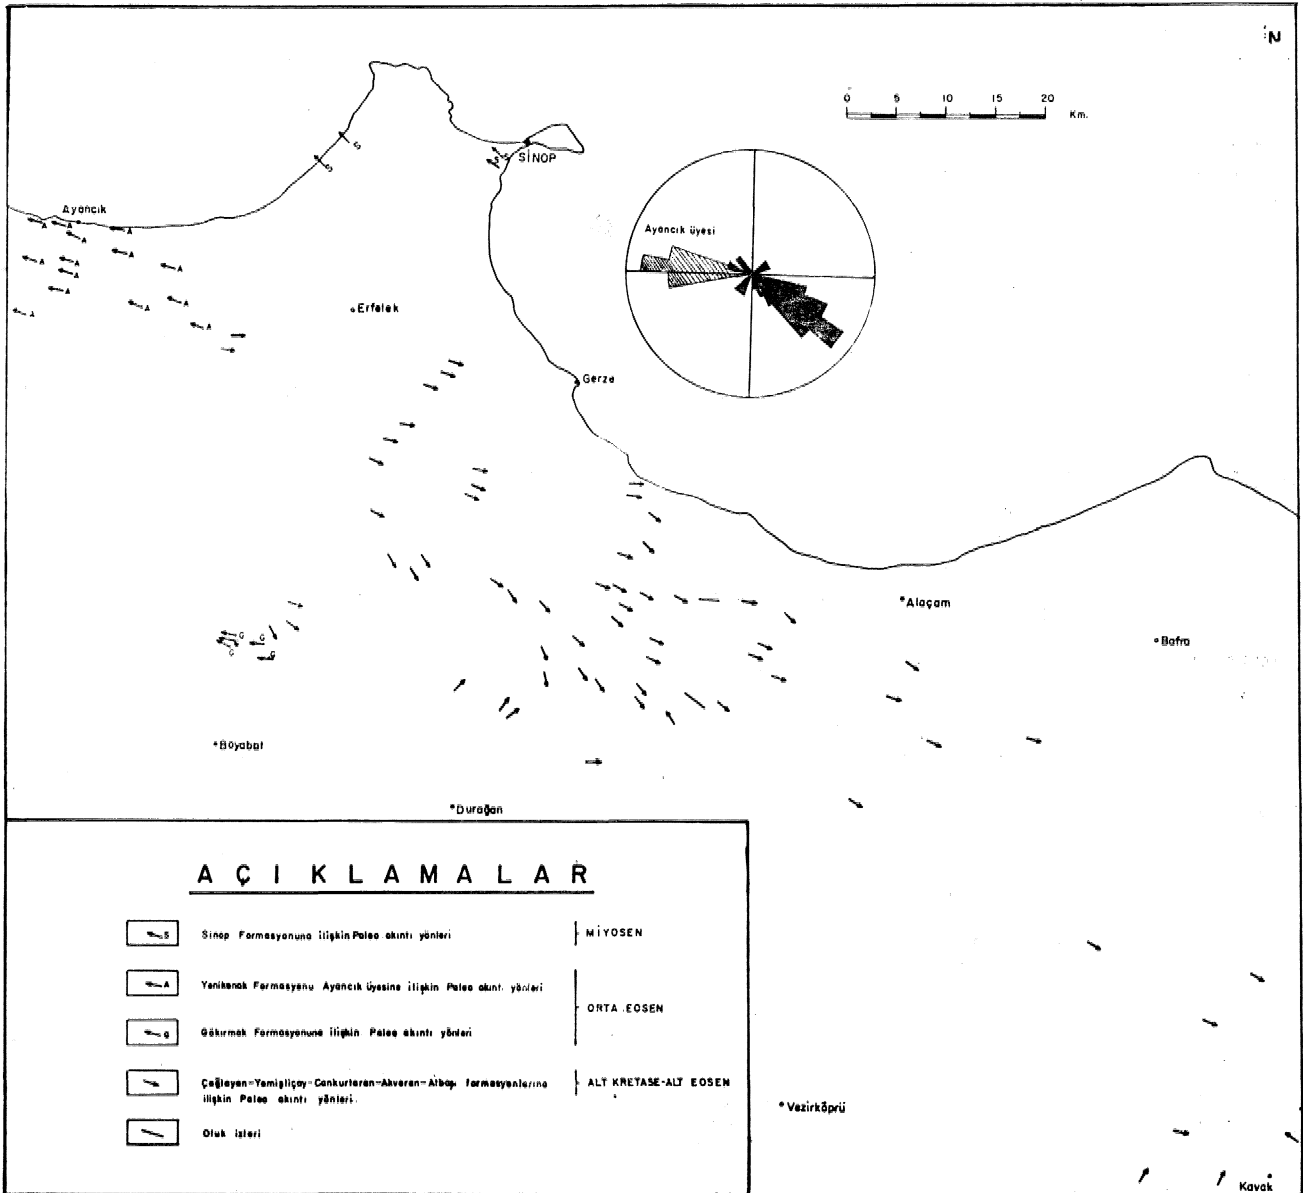 N
0 5 10 15 20
Km.
S
S
S
S
SİNOP
Ayancık
A
A
A
A
A
A
A
A
A
A
A
A
A
A
Ayancık üyesi
Erfelek
Gerze
Alaçam
Bafra
G
G
G
G
Boyabat
Durağan
Vezirköprü
Kavak
AÇIKLAMALAR
S Sinop Formasyonuna ilişkin Paleo akıntı yönleri MİYOSEN
A Yenikonak Formasyonu Ayancık üyesine ilişkin Paleo akıntı yönleri
ORTA EOSEN
G Gökırmak Formasyonuna ilişkin Paleo akıntı yönleri
Çağlayan-Yemişliçay-Cankurtaran-Akveren-Atbaşı formasyonlarına ALT KRETASE-ALT EOSEN
ilişkin Paleo akıntı yönleri.
Oluk izleri